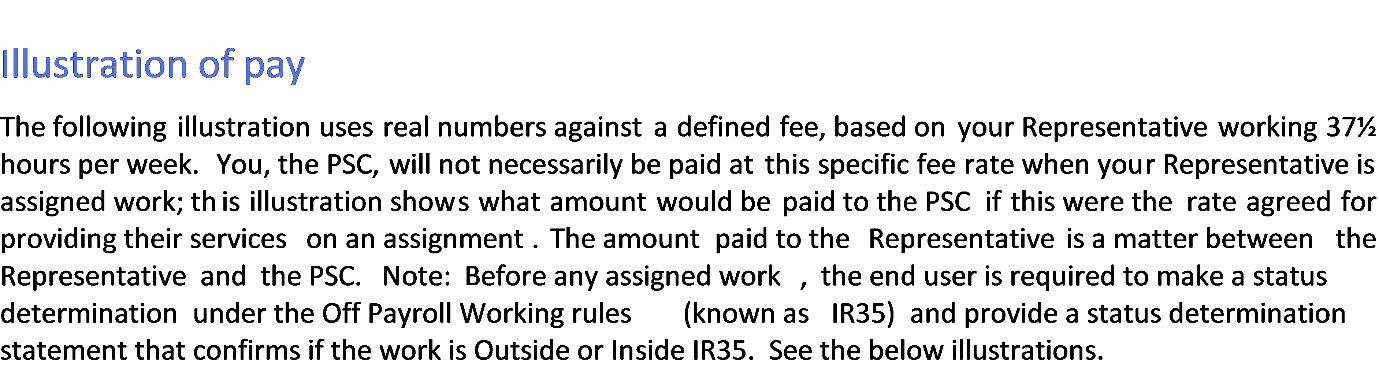 Illustration of pay
The following illustration uses real numbers against a defined fee, based on your Representative working 37½
hours per week. You, the PSC, will not necessarily be paid at this specific fee rate when your Representative is
assigned work; this illustration shows what amount would be paid to the PSC if this were the rate agreed for
providing their services on an assignment . The amount paid to the Representative is a matter between the
Representative and the PSC. Note: Before any assigned work , the end user is required to make a status
determination under the Off Payroll Working rules (known as IR35) and provide a status determination
statement that confirms if the work is Outside or Inside IR35. See the below illustrations.